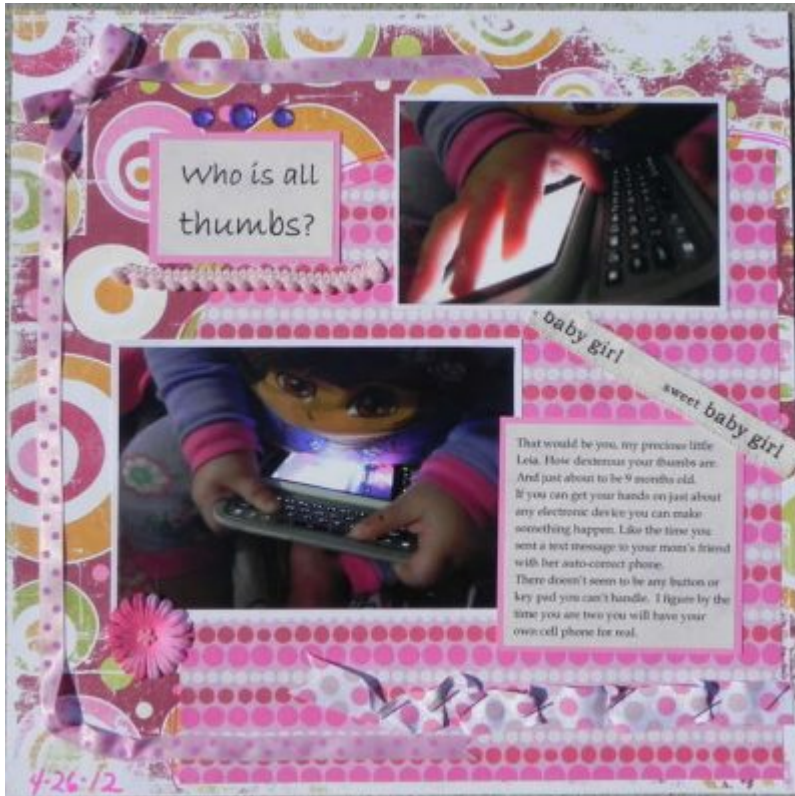 Who is all
thumbs?
baby girl
sweet baby girl
That would be you, my precious little
Leia. How dexterous your thumbs are.
And just about to be 9 months old.
If you can get your hands on just about
any electronic device you can make
something happen. Like the time you
sent a text message to your mom's friend
with her auto-correct phone.
There doesn't seem to be any button or
key pad you can't handle. I figure by the
time you are two you will have your
own cell phone for real.
4-26-12